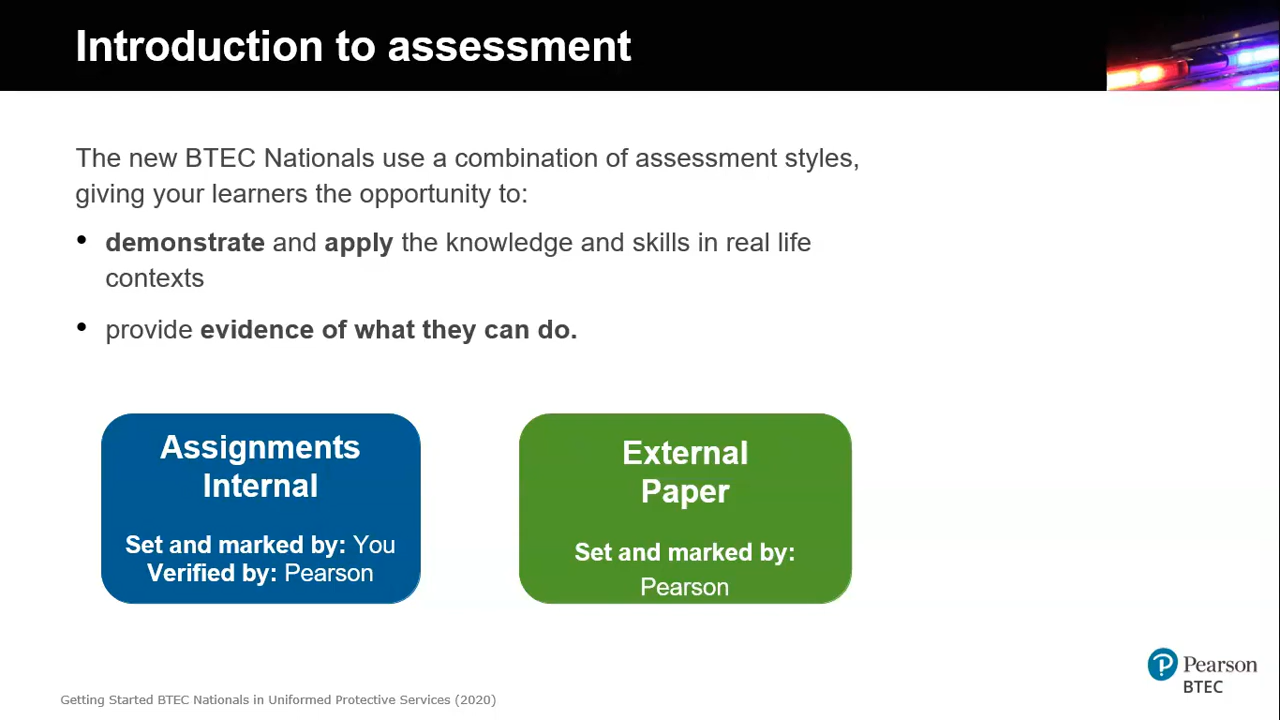 Introduction to assessment
The new BTEC Nationals use a combination of assessment styles,
giving your learners the opportunity to:
• demonstrate and apply the knowledge and skills in real life
contexts
• provide evidence of what they can do.
Assignments
Internal
Set and marked by: You
Verified by: Pearson
External
Paper
Set and marked by:
Pearson
Pearson
BTEC
Getting Started BTEC Nationals in Uniformed Protective Services (2020)